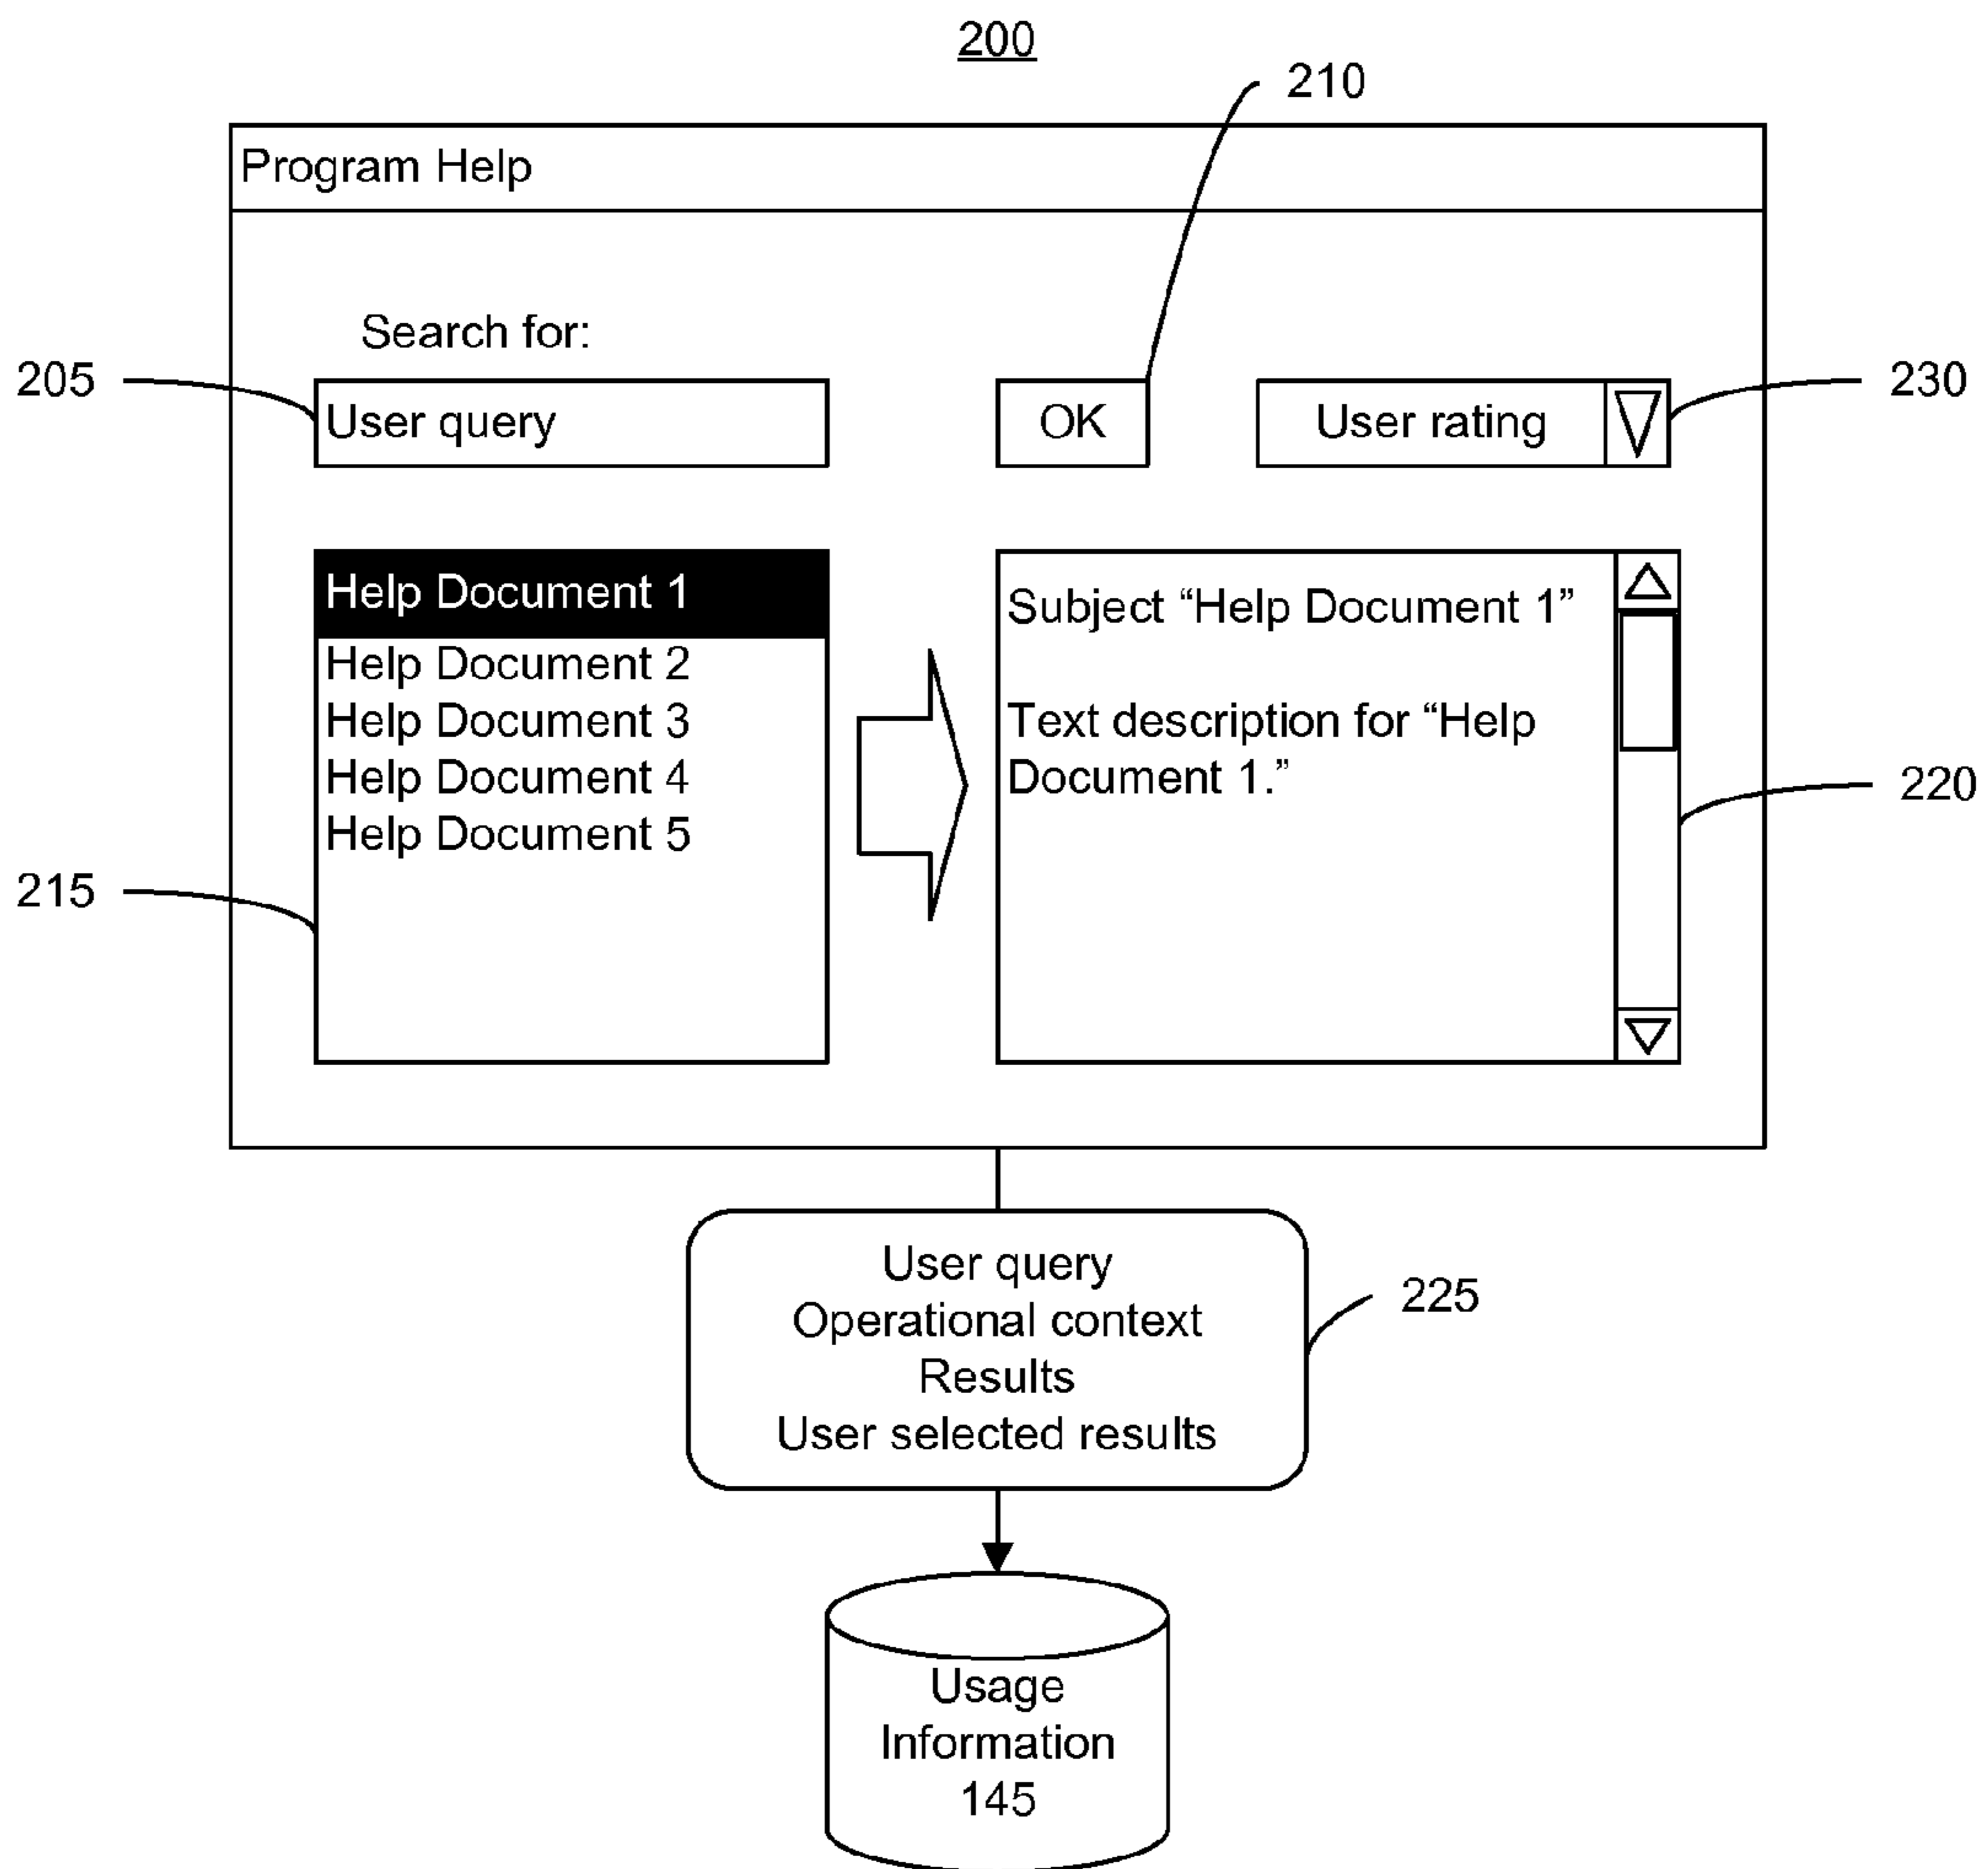 200
210
Program Help
Search for:
205
User query
OK
User rating
230
Help Document 1
Help Document 2
Help Document 3
Help Document 4
Help Document 5
Subject “Help Document 1”
Text description for “Help
Document 1.”
220
215
User query
Operational context
Results
User selected results
225
Usage
Information
145